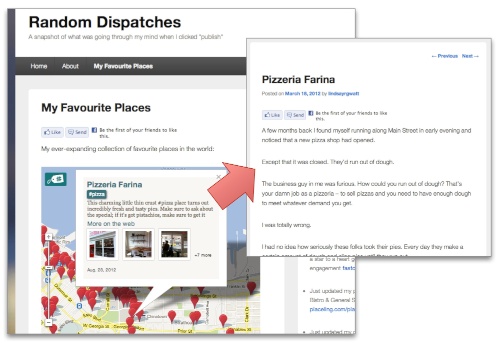 Random Dispatches
A snapshot of what was going through my mind when I clicked "publish"
Home About My Favourite Places
My Favourite Places
Like Send Be the first of your friends to like
this.
My ever-expanding collection of favourite places in the world:
Pizzeria Farina
#pizza
This charming little thin crust #pizza place turns out
incredibly fresh and tasty pies. Make sure to ask about the
special; if it's got pistachios, make sure to get it
More on the web
+7 more
Aug. 23, 2012
← Previous Next →
Pizzeria Farina
Posted on March 18, 2012 by lindsayrgwatt
Like Send Be the first of your friends to like this.
A few months back I found myself running along Main Street in early evening and
noticed that a new pizza shop had opened.
Except that it was closed. They'd run out of dough.
The business guy in me was furious. How could you run out of dough? That's
your damn job as a pizzeria – to sell pizzas and you need to have enough dough
to meet whatever demand you get.
I was totally wrong.
I had no idea how seriously these folks took their pies. Every day they make a
a star to a heart
engagement
Just updated my
Bistro & General S
placeling.com/pla
Just updated my